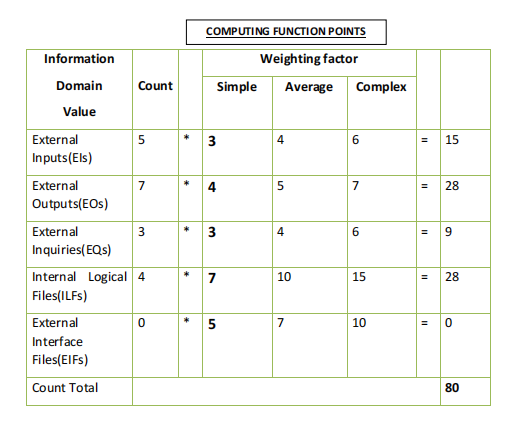 COMPUTING FUNCTION POINTS
Information Domain Value Count Weighting factor
Simple Average Complex
External Inputs(EIs) 5 * 3 4 6 = 15
External Outputs(EOs) 7 * 4 5 7 = 28
External Inquiries(EQs) 3 * 3 4 6 = 9
Internal Logical Files(ILFs) 4 * 7 10 15 = 28
External Interface Files(EIFs) 0 * 5 7 10 = 0
Count Total 80